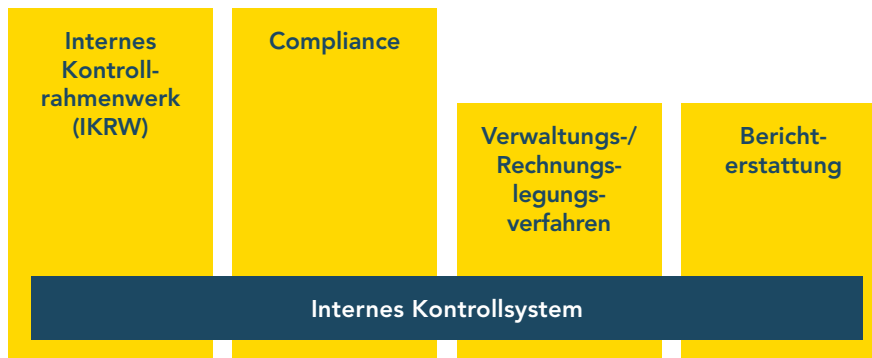 Internes
Kontroll-
rahmenwerk
(IKRW)
Compliance
Verwaltungs-/
Rechnungs-
legungs-
verfahren
Bericht-
erstattung
Internes Kontrollsystem